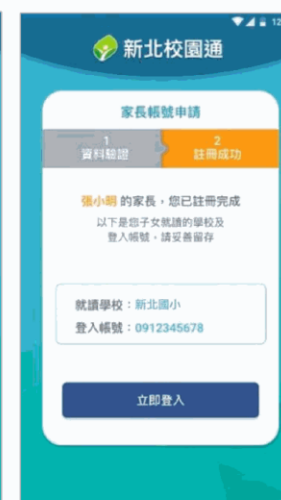 12
新北校園通
家長帳號申請
1
資料驗證
2
註冊成功
張小明 的家長，您已註冊完成
以下是您子女就讀的學校及
登入帳號，請妥善留存
就讀學校：新北國小
登入帳號：0912345678
立即登入